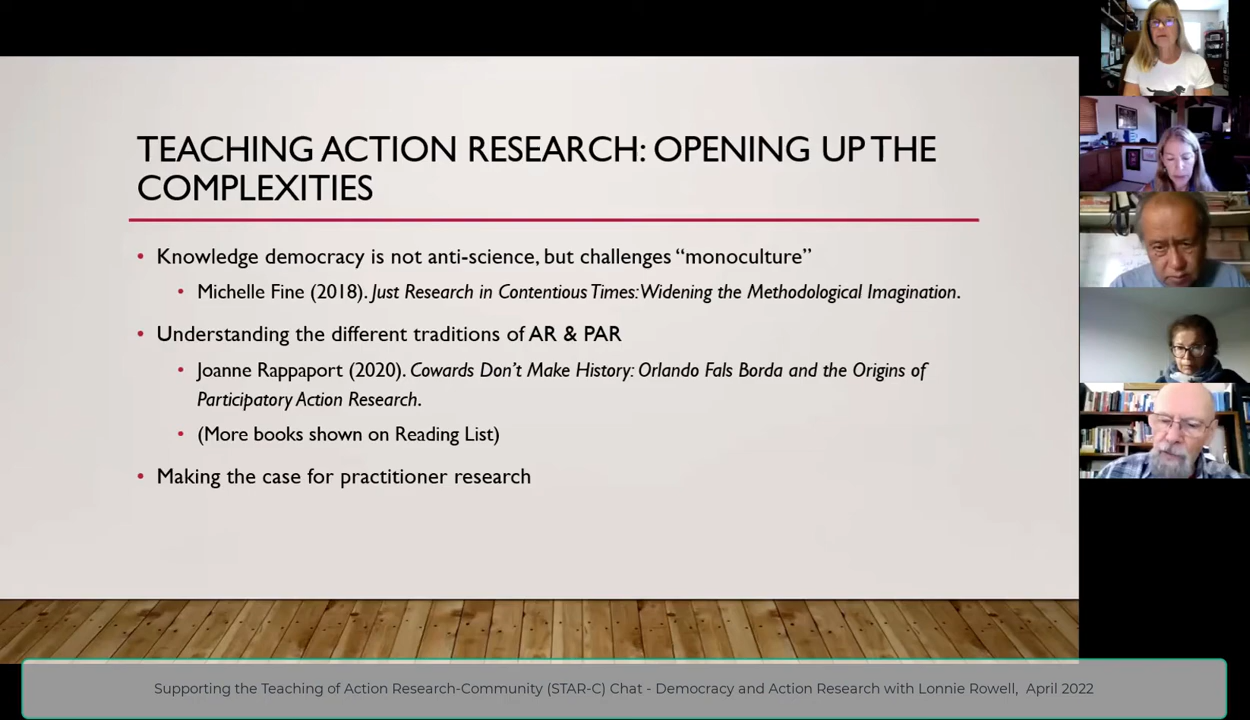 TEACHING ACTION RESEARCH: OPENING UP THE
COMPLEXITIES
• Knowledge democracy is not anti-science, but challenges “monoculture”
• Michelle Fine (2018). Just Research in Contentious Times: Widening the Methodological Imagination.
• Understanding the different traditions of AR & PAR
• Joanne Rappaport (2020). Cowards Don’t Make History: Orlando Fals Borda and the Origins of
Participatory Action Research.
• (More books shown on Reading List)
• Making the case for practitioner research
Supporting the Teaching of Action Research-Community (STAR-C) Chat - Democracy and Action Research with Lonnie Rowell, April 2022